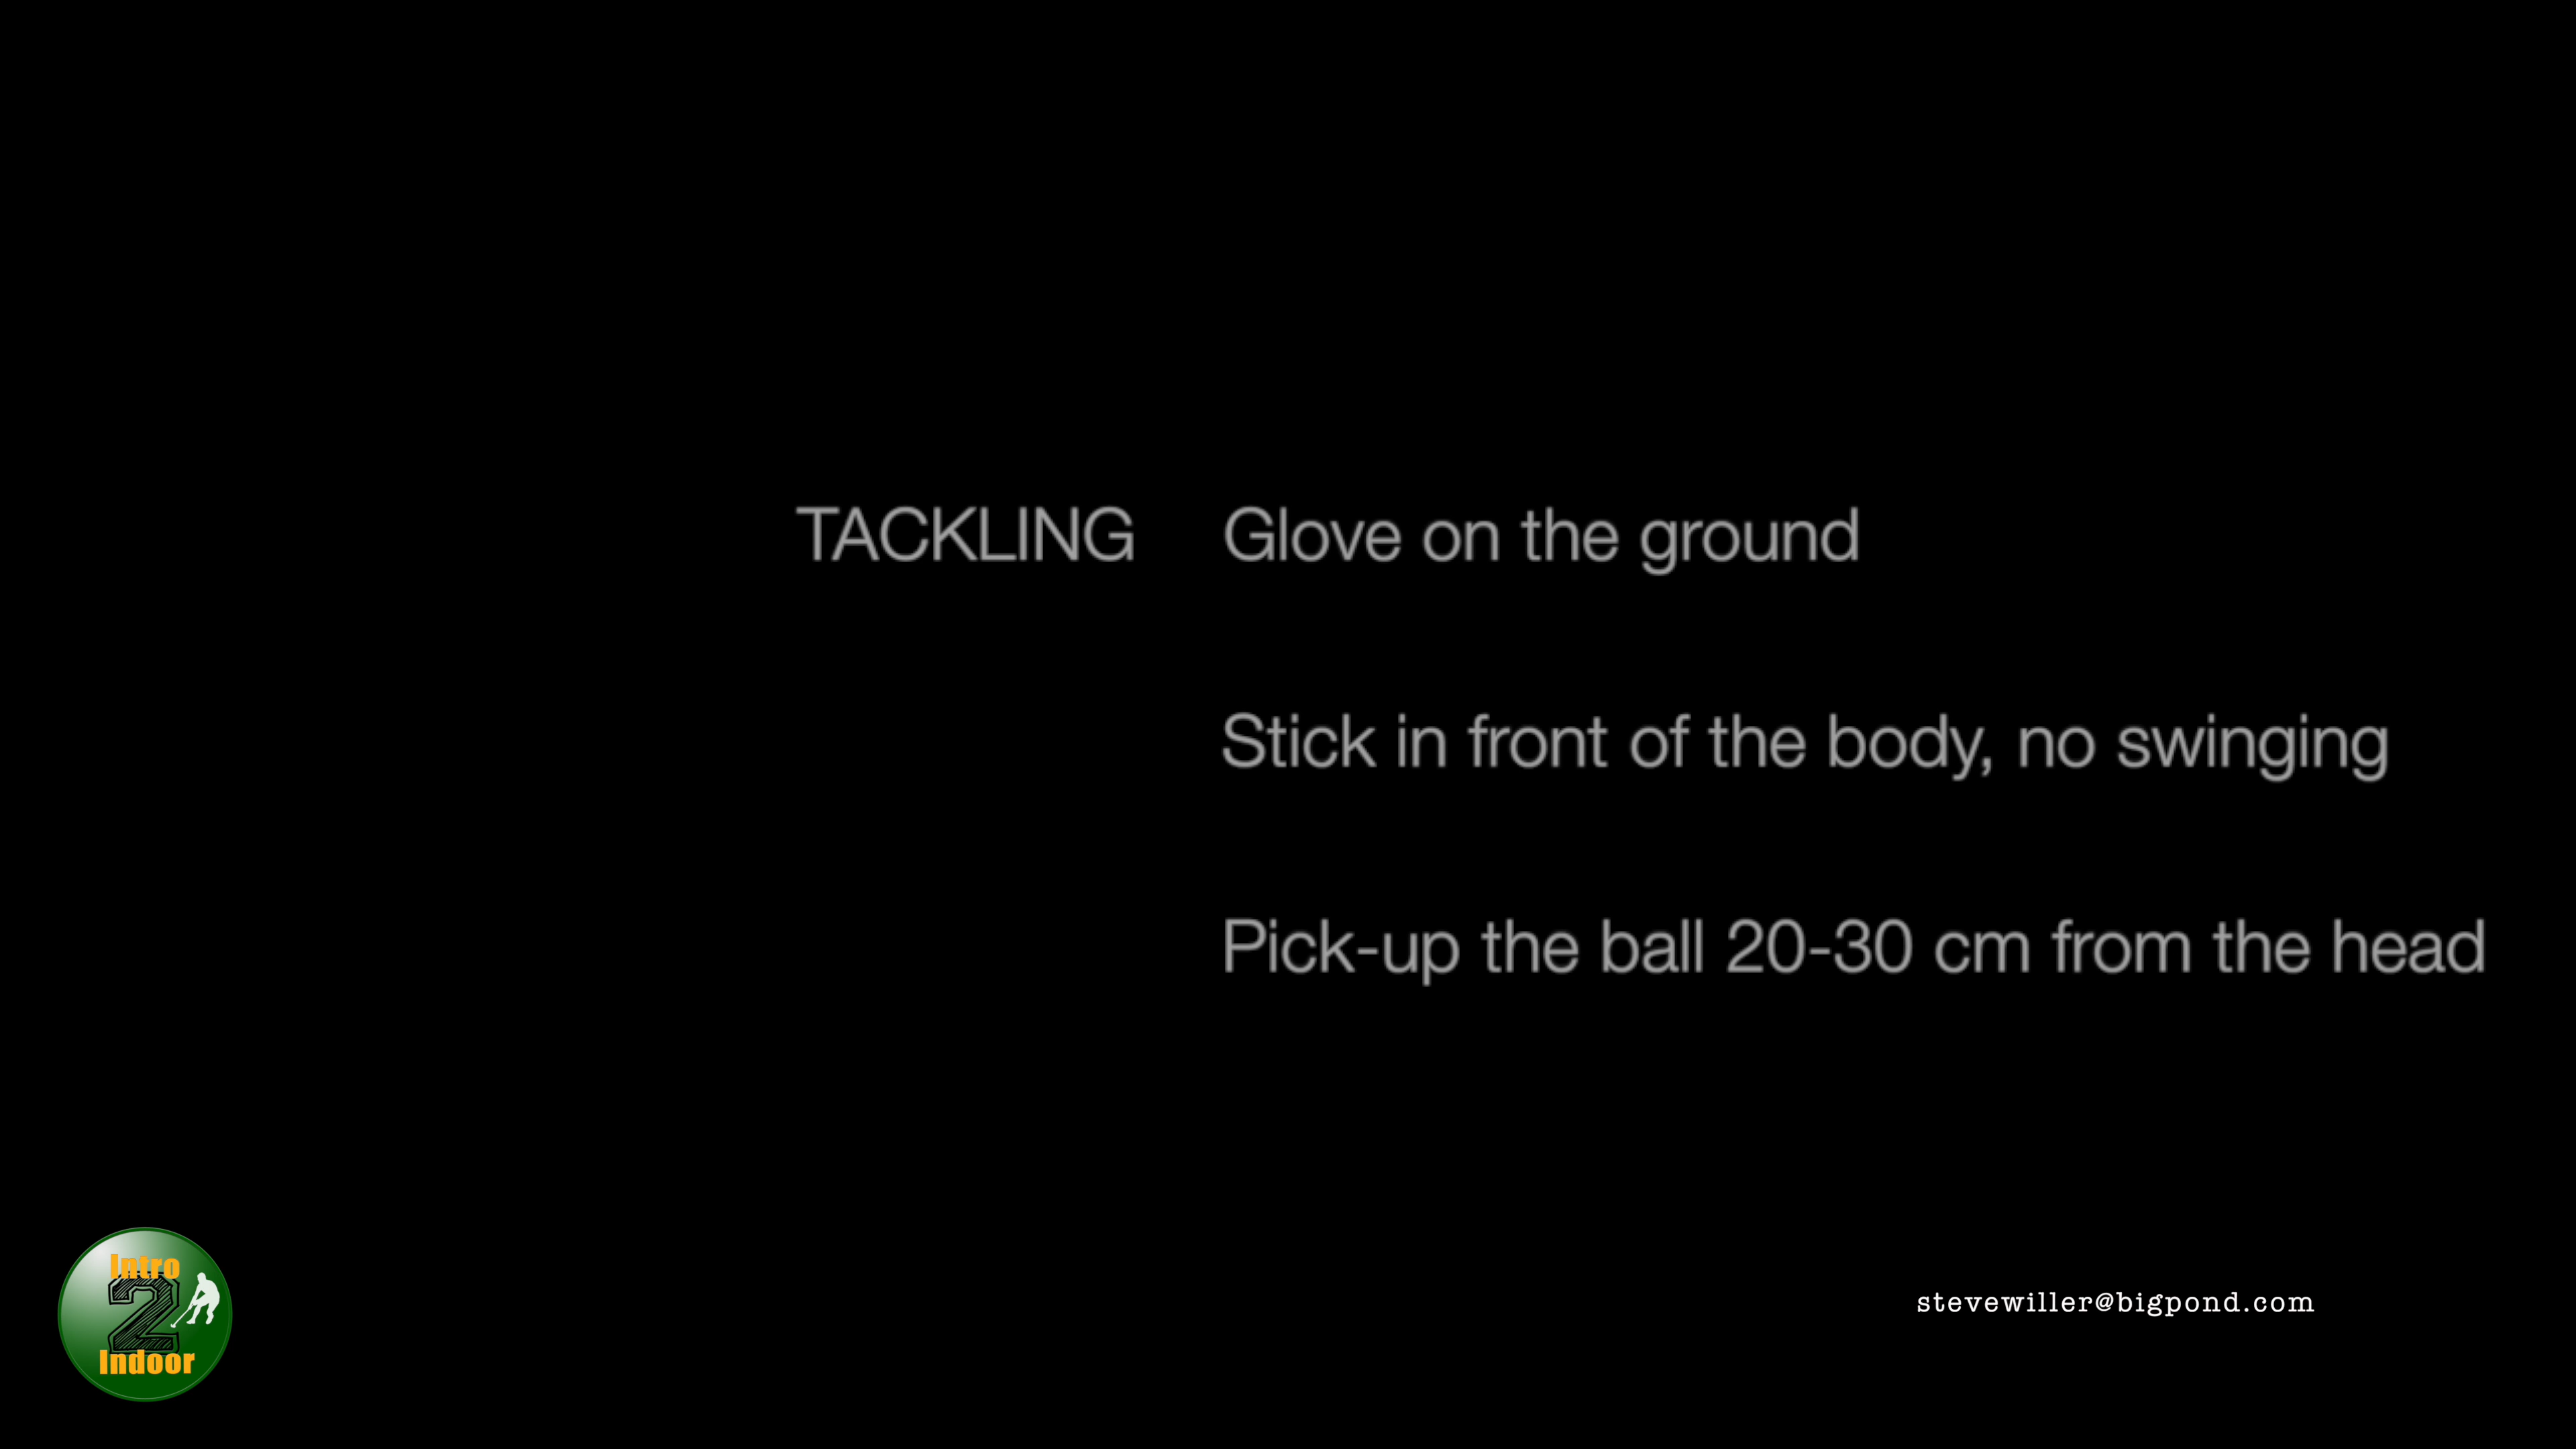 TACKLING Glove on the ground
Stick in front of the body, no swinging
Pick-up the ball 20-30 cm from the head
Intro
2
Indoor
stevewiller@bigpond.com